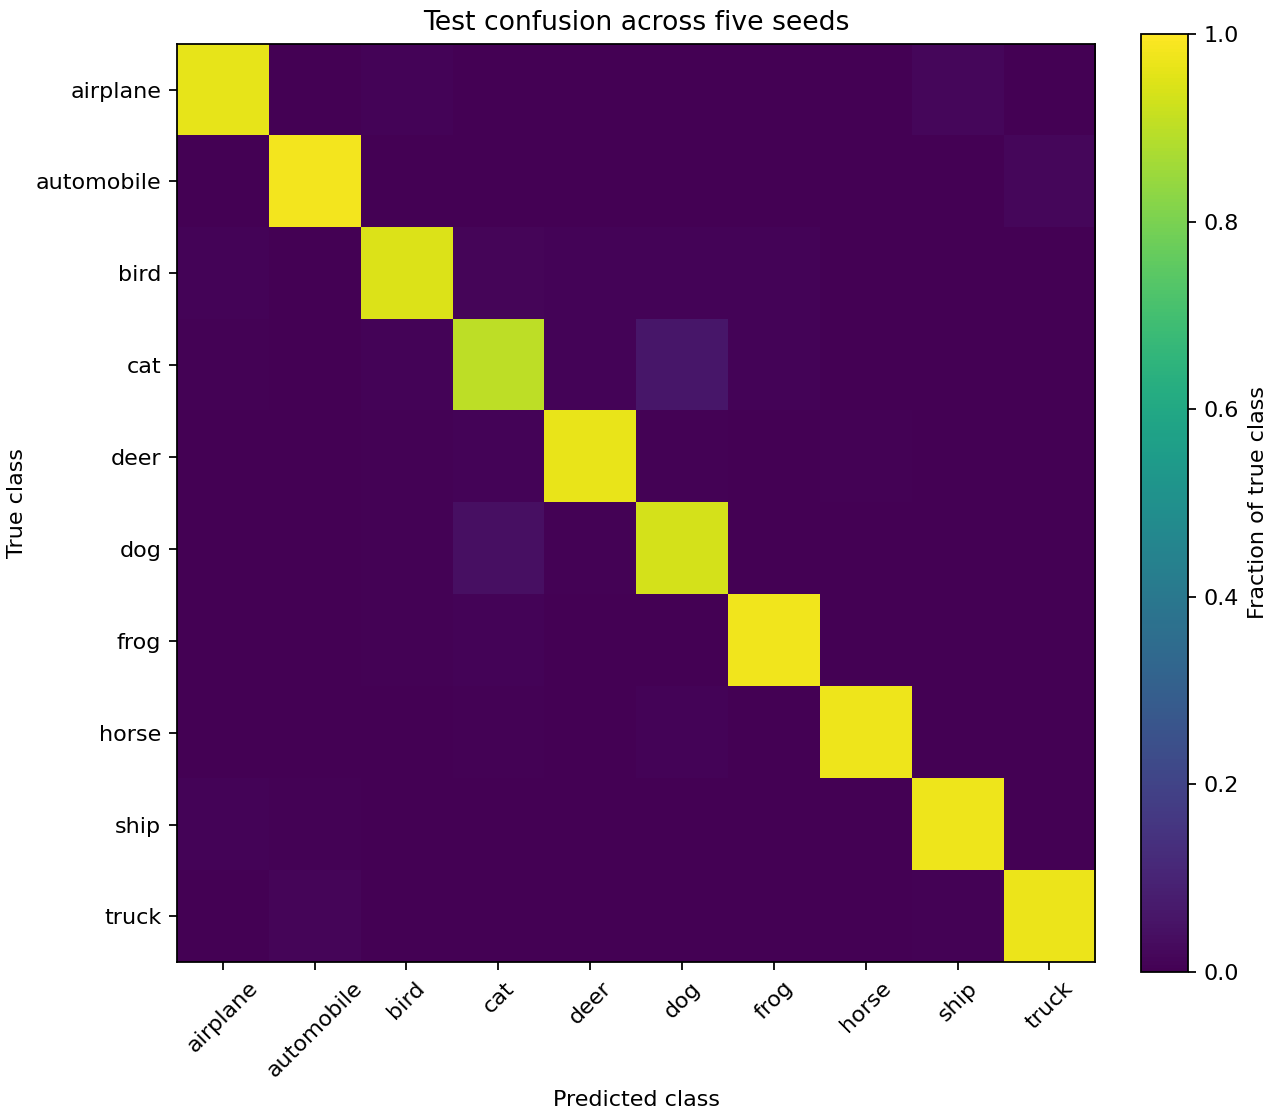 Test confusion across five seeds
airplane
automobile
bird
cat
deer
dog
frog
horse
ship
truck
True class
airplane
automobile
bird
cat
deer
dog
frog
horse
ship
truck
Predicted class
1.0
0.8
0.6
0.4
0.2
0.0
Fraction of true class